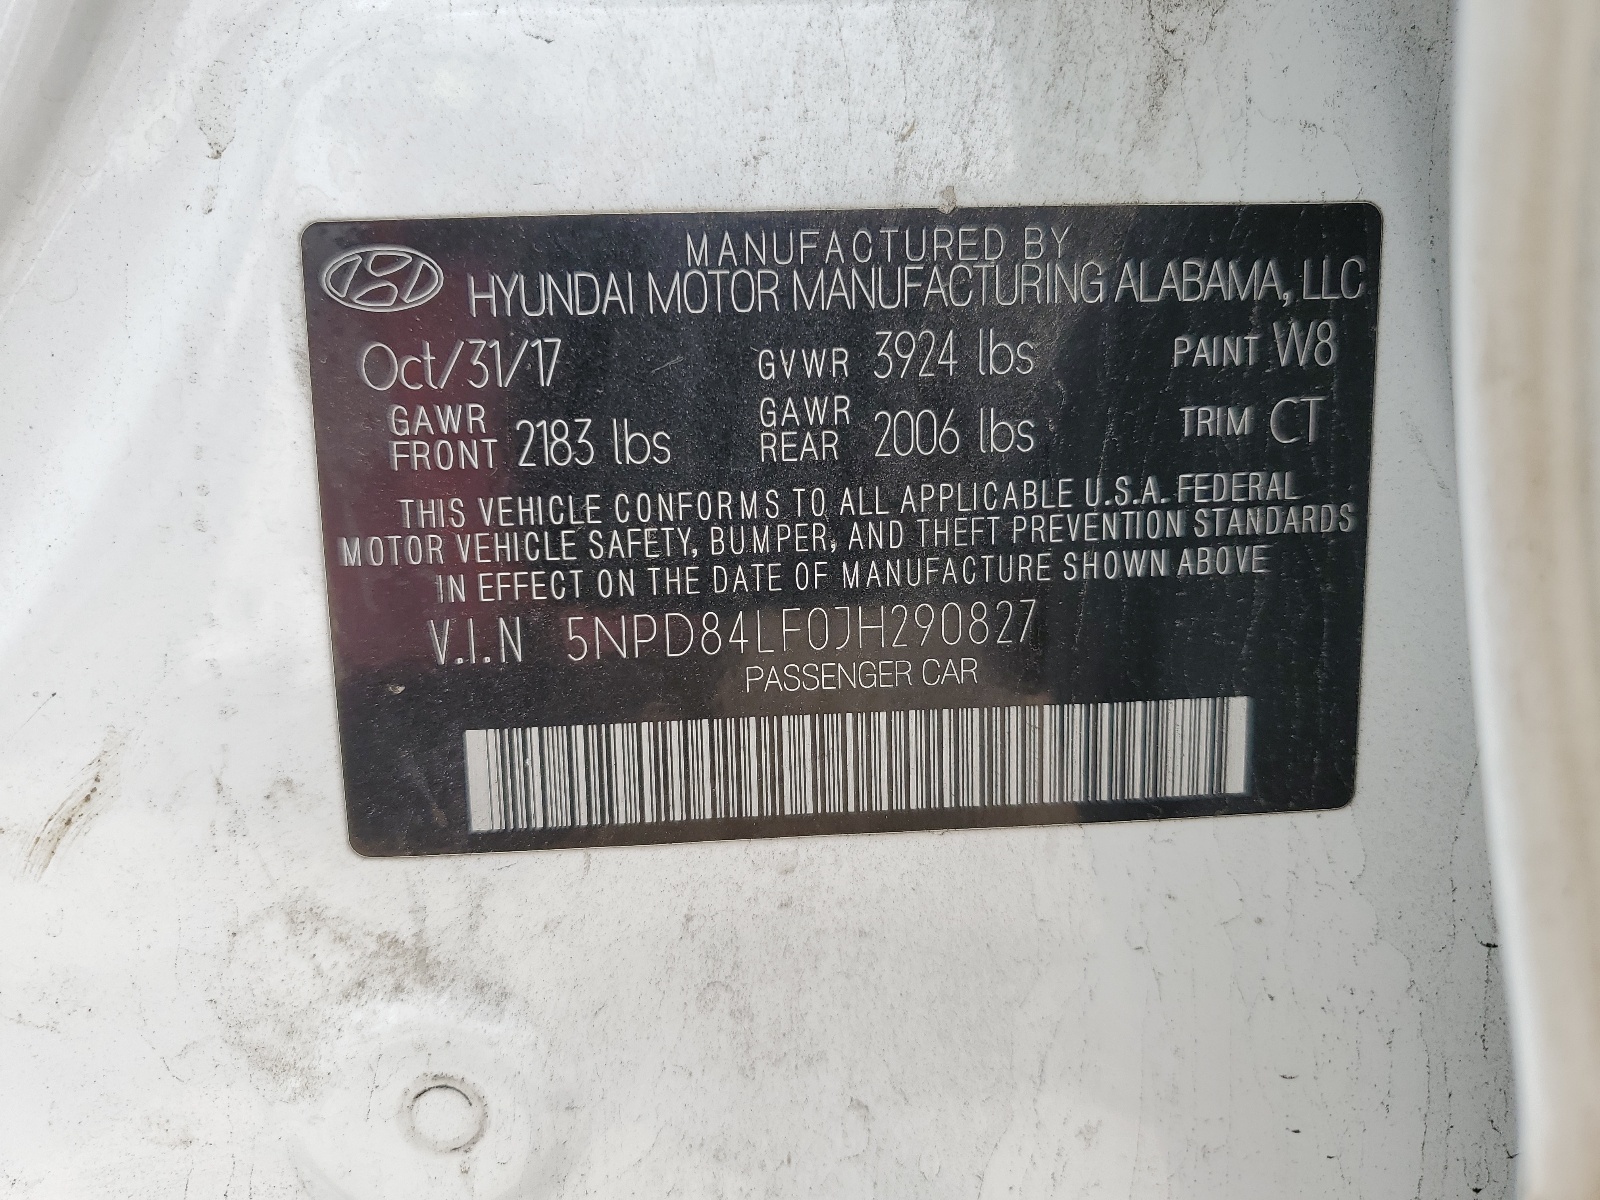 MANUFACTURED BY
HYUNDAI MOTOR MANUFACTURING ALABAMA, LLC
Oct/31/17 GVWR 3924 lbs PAINT W8
GAWR FRONT 2183 lbs GAWR REAR 2006 lbs TRIM CT
THIS VEHICLE CONFORMS TO ALL APPLICABLE U.S.A. FEDERAL
MOTOR VEHICLE SAFETY, BUMPER, AND THEFT PREVENTION STANDARDS
IN EFFECT ON THE DATE OF MANUFACTURE SHOWN ABOVE
V.I.N 5NPD84LF0JH290827
PASSENGER CAR